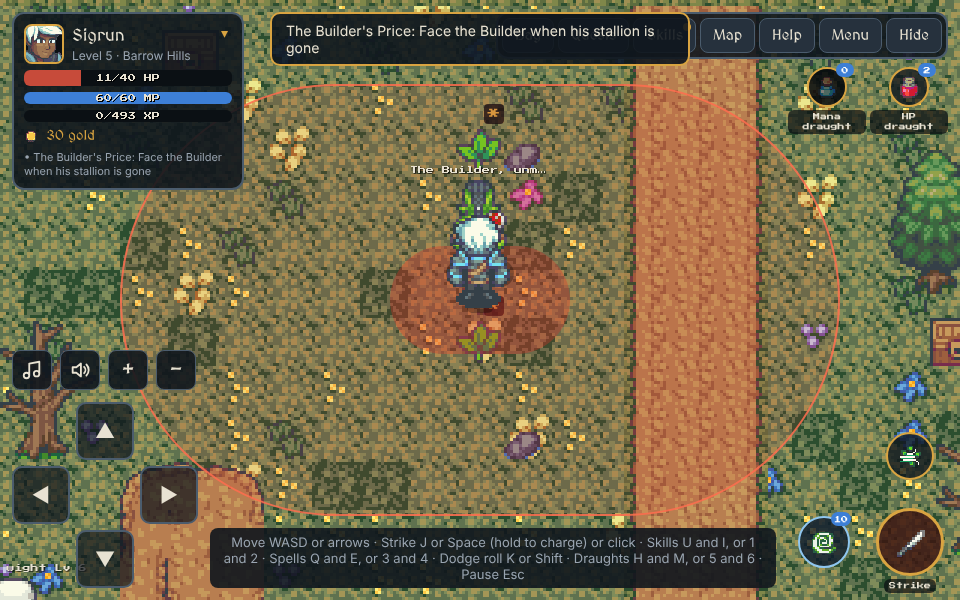 Sigrun
Level 5 · Barrow Hills
11/40 HP
60/60 MP
0/493 XP
30 gold
• The Builder's Price: Face the Builder
when his stallion is gone
The Builder's Price: Face the Builder when his stallion is
gone
Map
Help
Menu
Hide
0
Mana
draught
2
HP
draught
The Builder, unm…
+
−
Move WASD or arrows · Strike J or Space (hold to charge) or click · Skills U and I, or 1
and 2 · Spells Q and E, or 3 and 4 · Dodge roll K or Shift · Draughts H and M, or 5 and 6 ·
Pause Esc
10
Strike